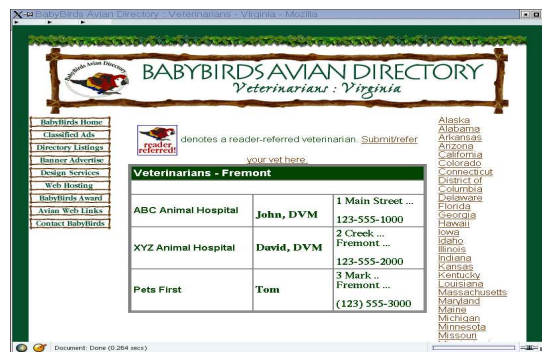 BabyBirds Avian Directory : Veterinarians - Virginia - Mozilla
BabyBirds Avian Directory
BABYBIRDS AVIAN DIRECTORY
Veterinarians : Virginia
BabyBirds Home
Classified Ads
Directory Listings
Banner Advertise
Design Services
Web Hosting
BabyBirds Award
Avian Web Links
Contact BabyBirds
reader
referred!
denotes a reader-referred veterinarian. Submit/refer
your vet here.
Veterinarians - Fremont
ABC Animal Hospital
John, DVM
1 Main Street ...
123-555-1000
XYZ Animal Hospital
David, DVM
2 Creek ...
Fremont ...
123-555-2000
Pets First
Tom
3 Mark ..
Fremont ...
(123) 555-3000
Alaska
Alabama
Arkansas
Arizona
California
Colorado
Connecticut
District of
Columbia
Delaware
Florida
Georgia
Hawaii
Iowa
Idaho
Illinois
Indiana
Kansas
Kentucky
Louisiana
Massachusetts
Maryland
Maine
Michigan
Minnesota
Missouri
Document: Done (0.264 secs)